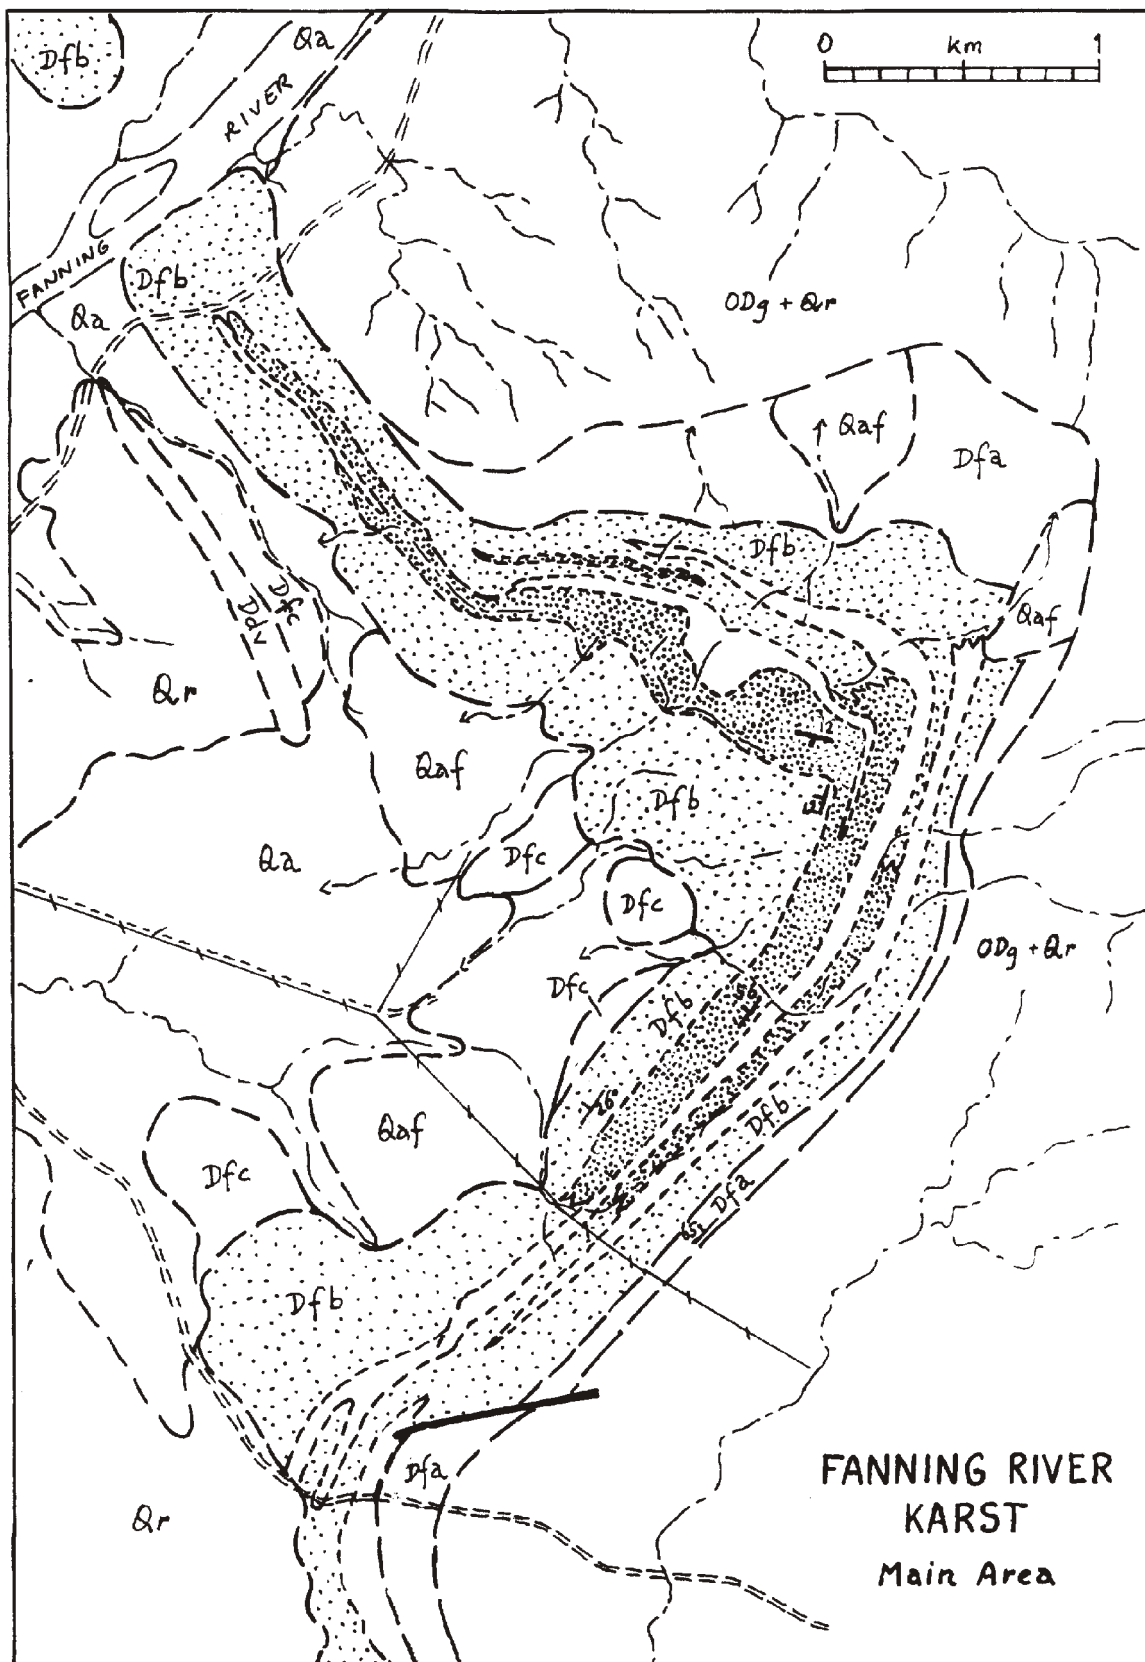 Dfb
Qa
0 km 1
RIVER
FANNING
Dfb
Qa
ODg + Qr
Qaf
Dfa
Dfb
Dfc
Ddv
Qaf
Qr
Qaf
Dfb
Qa
Dfc
Dfc
ODg + Qr
Dfc
Dfb
26°
Qaf
Dfb
Dfc
Dfa
Dfb
Dfa
Qr
FANNING RIVER
KARST
Main Area